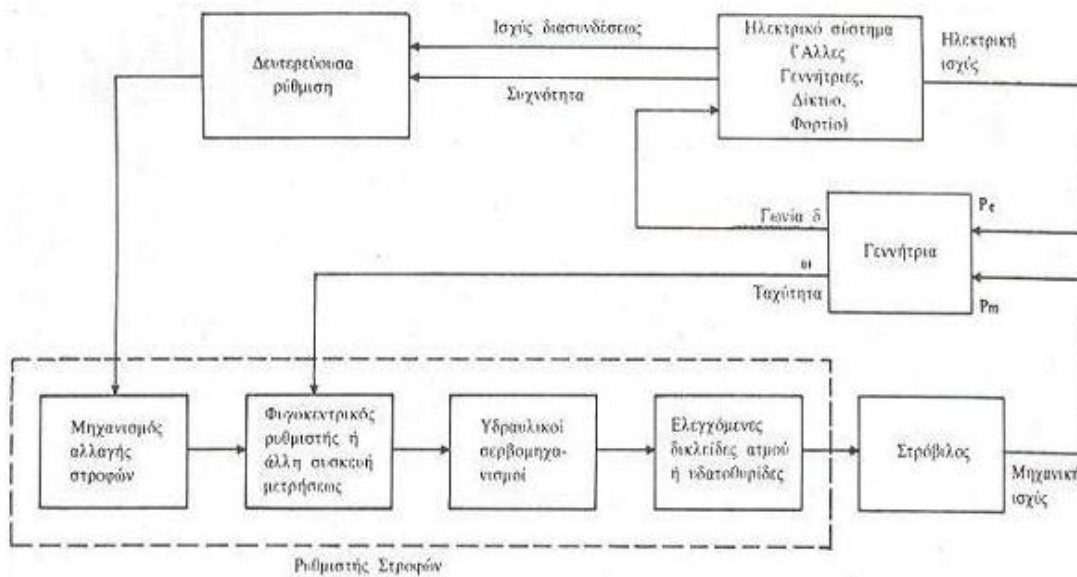 Ισχύς διασυνδέσεως
Δευτερεύουσα
ρύθμιση
Συχνότητα
Ηλεκτρικό σύστημα
(Άλλες
Γεννήτριες,
Δίκτυο,
Φορτίο)
Ηλεκτρική
ισχύς
Γωνία δ
Pe
Γεννήτρια
ω
Ταχύτητα
Pm
Μηχανισμός
αλλαγής
στροφών
Φυγοκεντρικός
ρυθμιστής ή
άλλη συσκευή
μετρήσεως
Υδραυλικοί
σερβομηχα-
νισμοί
Ελεγχόμενες
δικλείδες ατμού
ή υδατοθυρίδες
Στρόβιλος
Μηχανική
ισχύς
Ρυθμιστής Στροφών